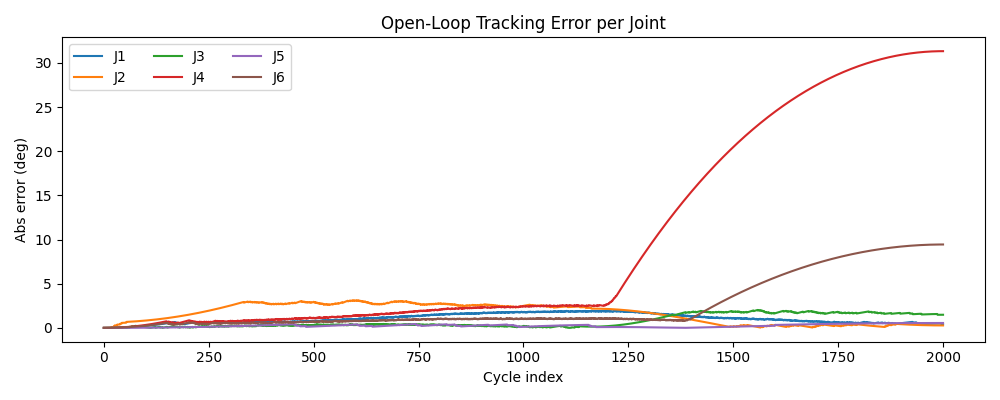 Open-Loop Tracking Error per Joint
Abs error (deg)
30
25
20
15
10
5
0
J1 J3 J5
J2 J4 J6
0 250 500 750 1000 1250 1500 1750 2000
Cycle index